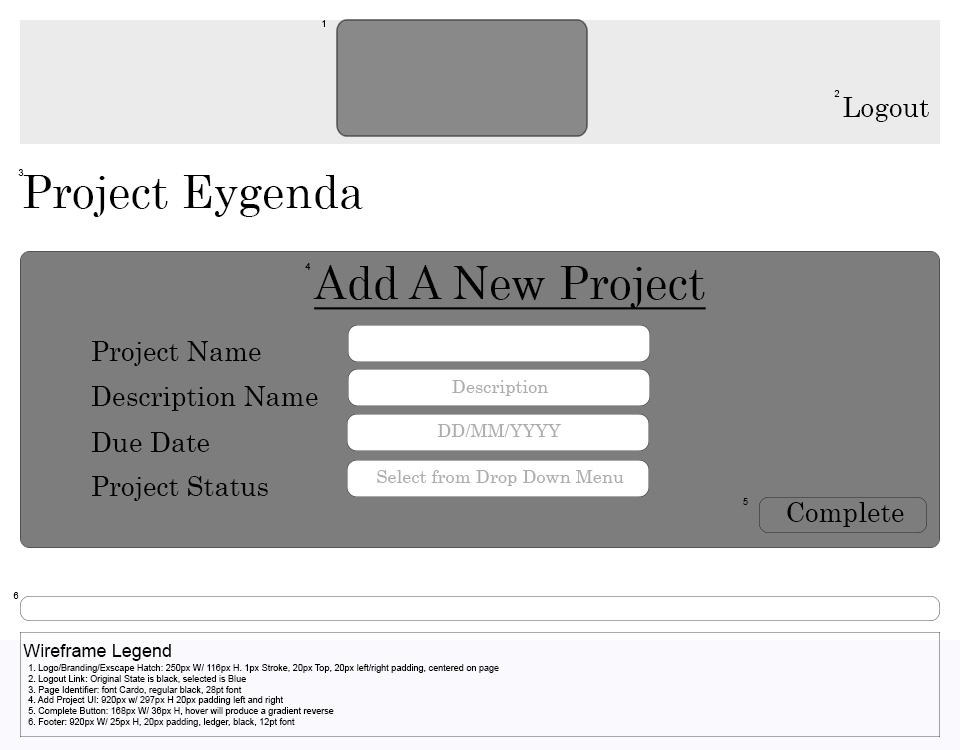 1
2
Logout
3
Project Eygenda
4
Add A New Project
Project Name
Description Name
Description
Due Date
DD/MM/YYYY
Project Status
Select from Drop Down Menu
5
Complete
6
Wireframe Legend
1. Logo/Branding/Exscape Hatch: 250px W/ 116px H. 1px Stroke, 20px Top, 20px left/right padding, centered on page
2. Logout Link: Original State is black, selected is Blue
3. Page Identifier: font Cardo, regular black, 28pt font
4. Add Project UI: 920px w/ 297px H 20px padding left and right
5. Complete Button: 168px W/ 36px H, hover will produce a gradient reverse
6. Footer: 920px W/ 25px H, 20px padding, ledger, black, 12pt font